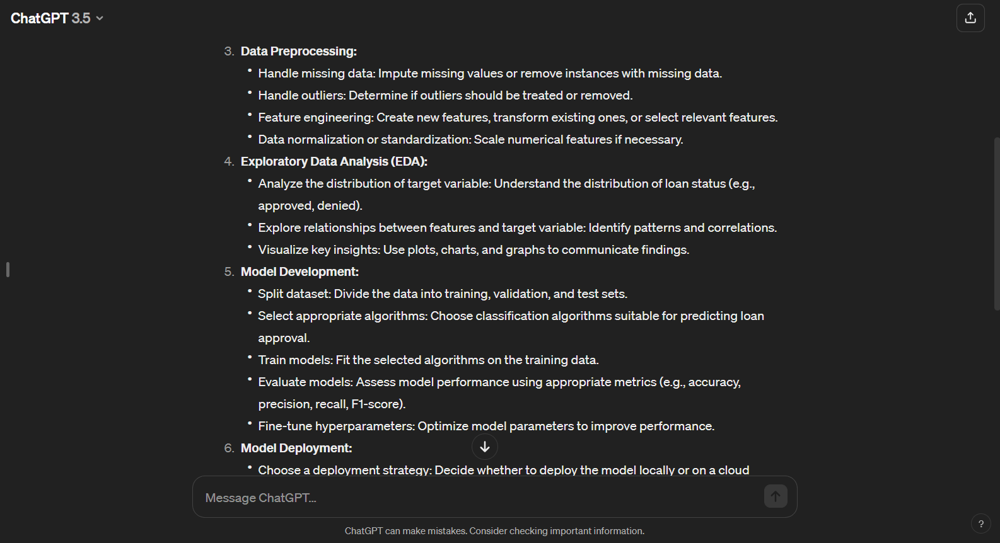 ChatGPT 3.5
3. Data Preprocessing:
• Handle missing data: Impute missing values or remove instances with missing data.
• Handle outliers: Determine if outliers should be treated or removed.
• Feature engineering: Create new features, transform existing ones, or select relevant features.
• Data normalization or standardization: Scale numerical features if necessary.
4. Exploratory Data Analysis (EDA):
• Analyze the distribution of target variable: Understand the distribution of loan status (e.g.,
approved, denied).
• Explore relationships between features and target variable: Identify patterns and correlations.
• Visualize key insights: Use plots, charts, and graphs to communicate findings.
5. Model Development:
• Split dataset: Divide the data into training, validation, and test sets.
• Select appropriate algorithms: Choose classification algorithms suitable for predicting loan
approval.
• Train models: Fit the selected algorithms on the training data.
• Evaluate models: Assess model performance using appropriate metrics (e.g., accuracy,
precision, recall, F1-score).
• Fine-tune hyperparameters: Optimize model parameters to improve performance.
6. Model Deployment:
• Choose a deployment strategy: Decide whether to deploy the model locally or on a cloud
Message ChatGPT...
ChatGPT can make mistakes. Consider checking important information.
?